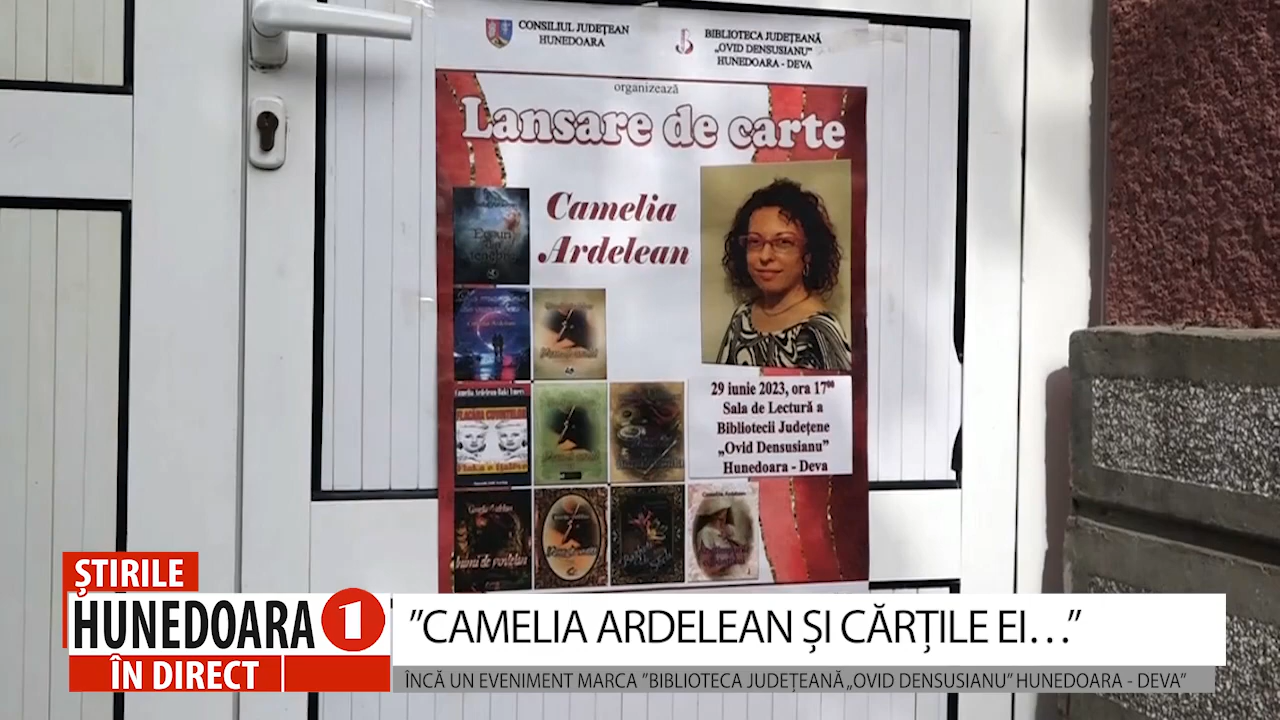 CONSILIUL JUDEȚEAN
HUNEDOARA
BIBLIOTECA JUDEȚEANĂ
„OVID DENSUSIANU”
HUNEDOARA - DEVA
organizează
Lansare de carte
Camelia
Ardelean
29 iunie 2023, ora 17⁰⁰
Sala de Lectură a
Bibliotecii Județene
„Ovid Densusianu”
Hunedoara - Deva
ȘTIRILE
HUNEDOARA 1
ÎN DIRECT
”CAMELIA ARDELEAN ȘI CĂRȚILE EI...”
ÎNCĂ UN EVENIMENT MARCA ”BIBLIOTECA JUDEȚEANĂ „OVID DENSUSIANU” HUNEDOARA - DEVA”